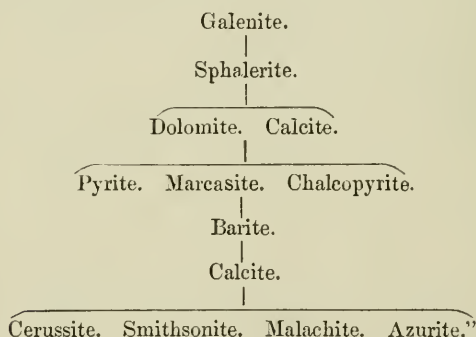 Galenite.
Sphalerite.
Dolomite. Calcite.
Pyrite. Marcasite. Chalcopyrite.
Barite.
Calcite.
Cerussite. Smithsonite. Malachite. Azurite.”